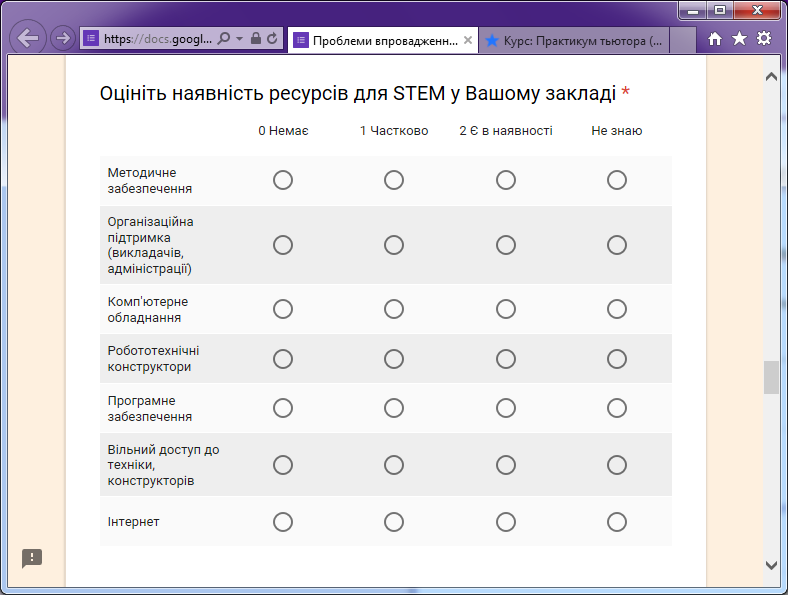 https://docs.googl...
Проблеми впровадженн...
Курс: Практикум тьютора (...
Оцініть наявність ресурсів для STEM у Вашому закладі *
0 Немає 1 Частково 2 Є в наявності Не знаю
Методичне
забезпечення
Організаційна
підтримка
(викладачів,
адміністрації)
Комп'ютерне
обладнання
Робототехнічні
конструктори
Програмне
забезпечення
Вільний доступ до
техніки,
конструкторів
Інтернет